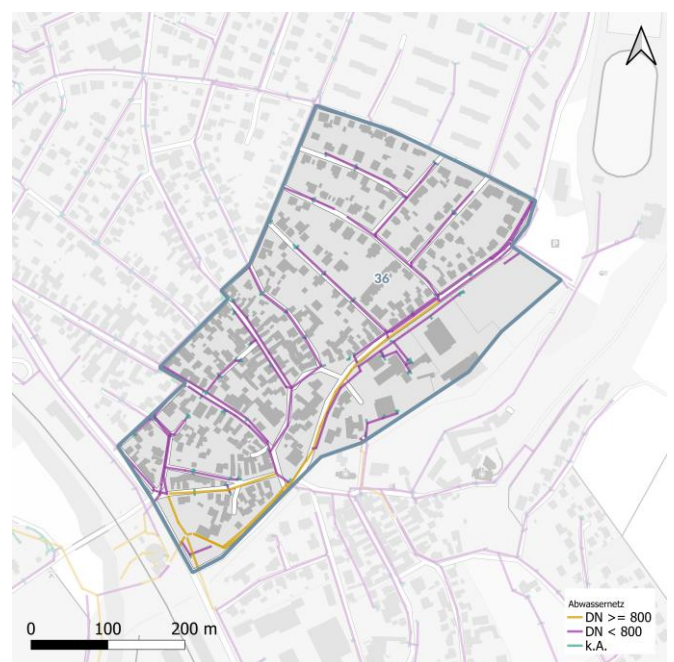 P
36
Abwassernetz
DN >= 800
DN < 800
k.A.
0 100 200 m